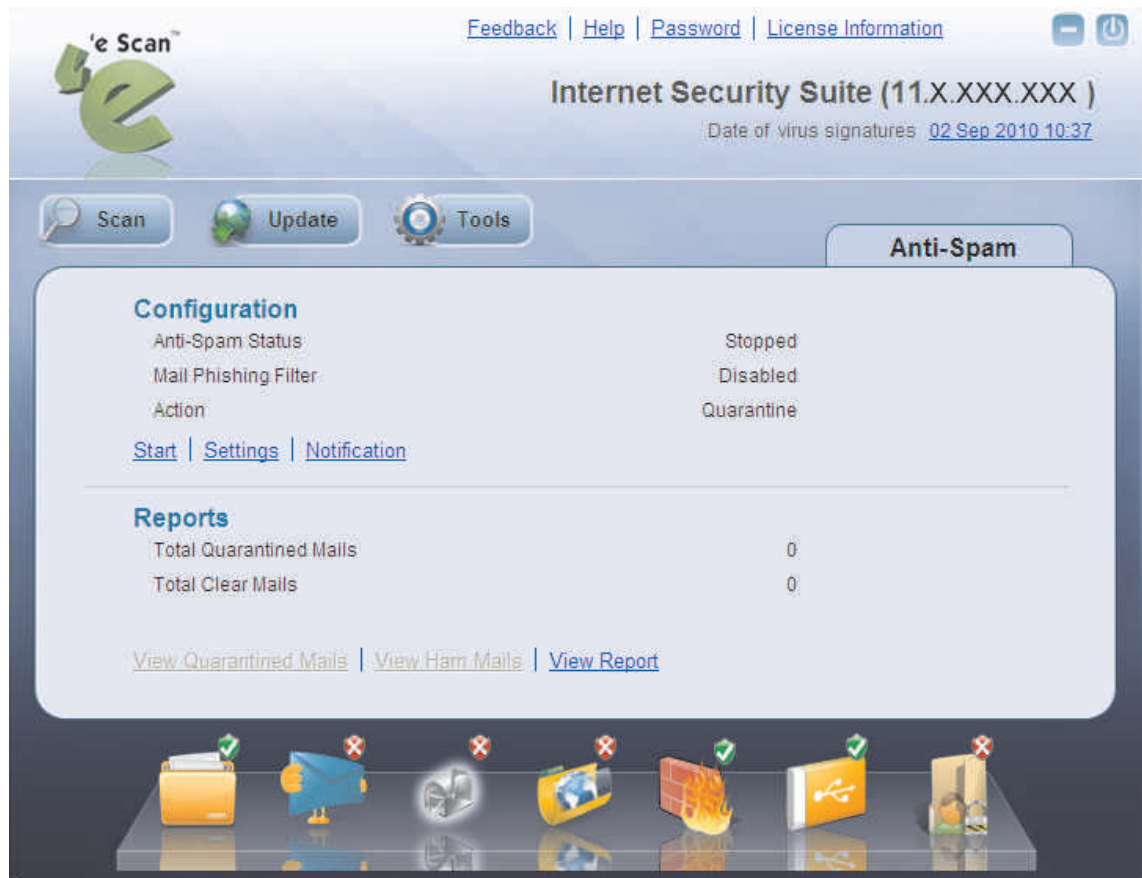 Feedback | Help | Password | License Information
'e Scan™
Internet Security Suite (11.X.XXX.XXX )
Date of virus signatures 02 Sep 2010 10:37
Scan Update Tools
Anti-Spam
Configuration
Anti-Spam Status Stopped
Mail Phishing Filter Disabled
Action Quarantine
Start | Settings | Notification
Reports
Total Quarantined Mails 0
Total Clear Mails 0
View Quarantined Mails | View Ham Mails | View Report